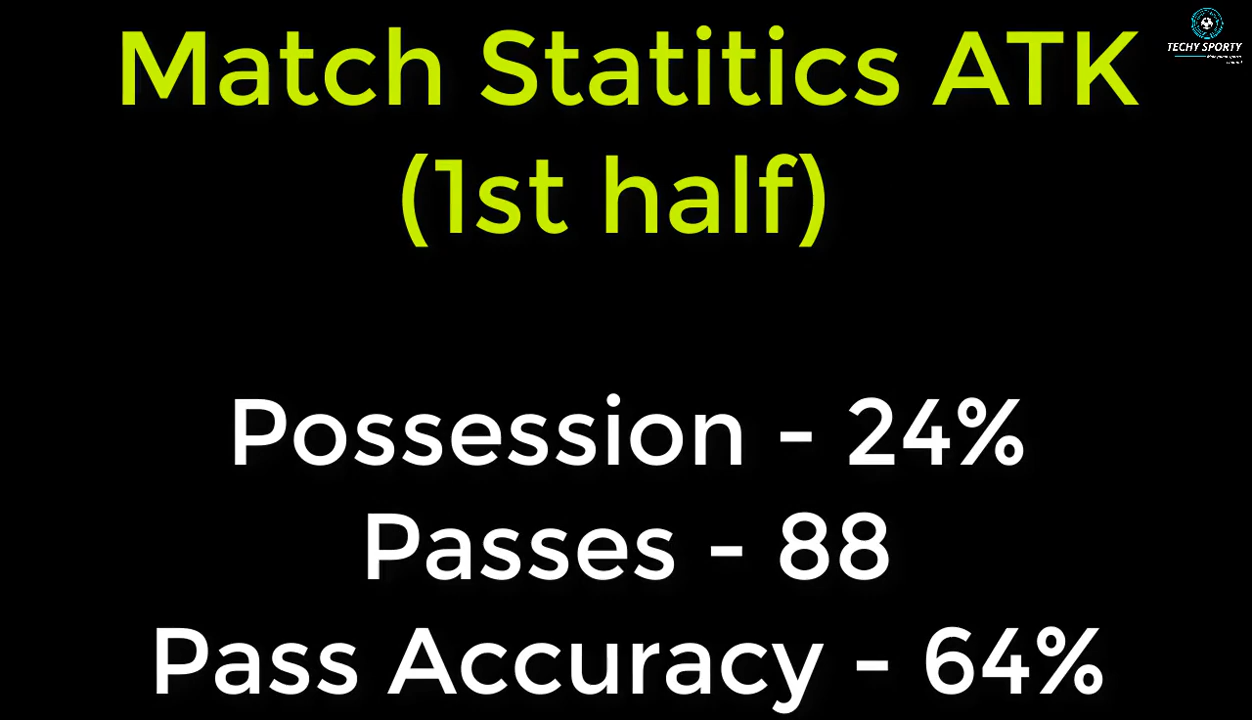 TECHY SPORTY
Match Statitics ATK
(1st half)
Possession - 24%
Passes - 88
Pass Accuracy - 64%